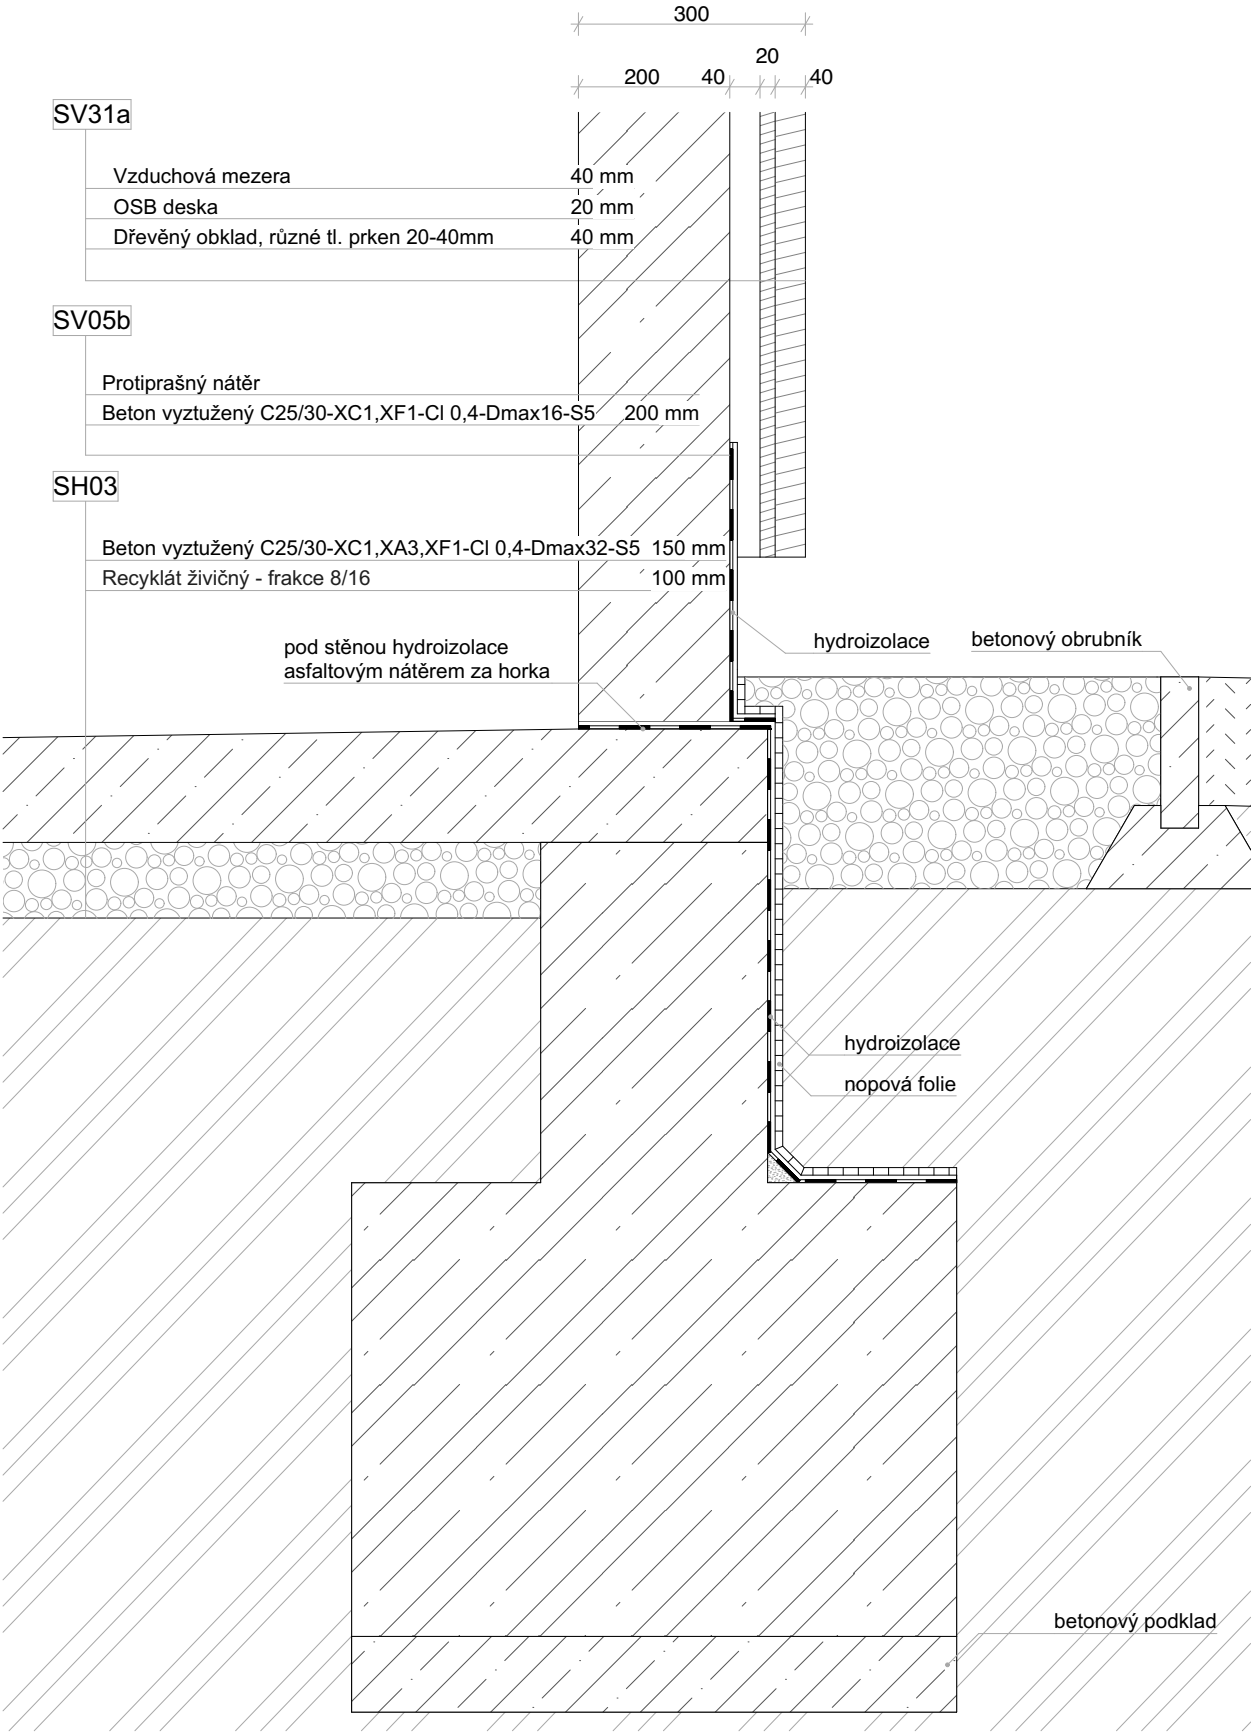 300
20
200 40 40
SV31a
Vzduchová mezera 40 mm
OSB deska 20 mm
Dřevěný obklad, různé tl. prken 20-40mm 40 mm
SV05b
Protiprašný nátěr
Beton vyztužený C25/30-XC1,XF1-Cl 0,4-Dmax16-S5 200 mm
SH03
Beton vyztužený C25/30-XC1,XA3,XF1-Cl 0,4-Dmax32-S5 150 mm
Recyklát živičný - frakce 8/16 100 mm
pod stěnou hydroizolace
asfaltovým nátěrem za horka
hydroizolace
betonový obrubník
hydroizolace
nopová folie
betonový podklad